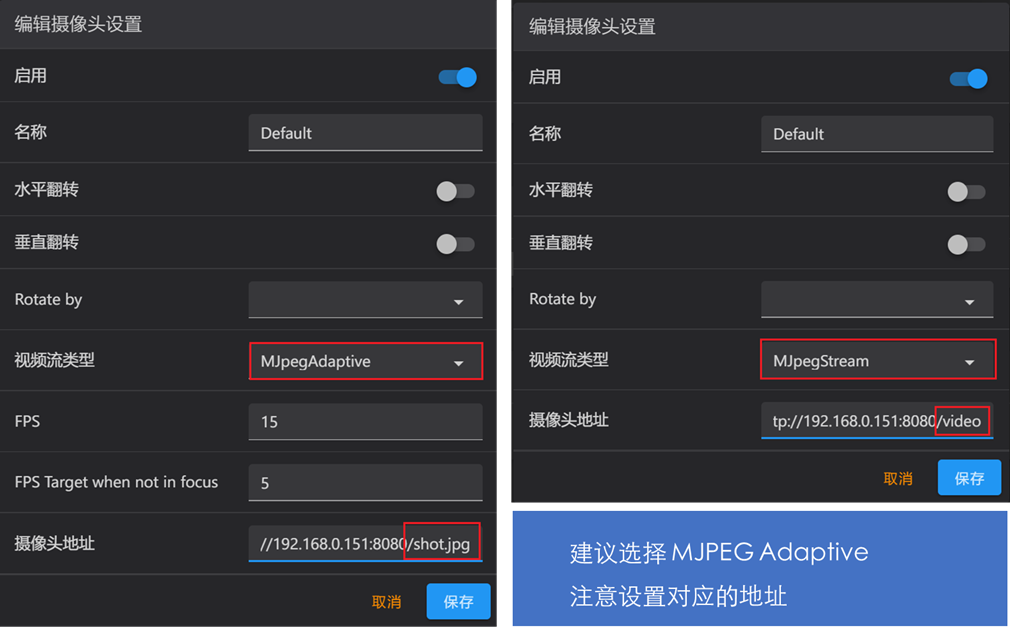 编辑摄像头设置
启用
名称
Default
水平翻转
垂直翻转
Rotate by
视频流类型
MJpegAdaptive
FPS
15
FPS Target when not in focus
5
摄像头地址
//192.168.0.151:8080/shot.jpg
取消
保存
编辑摄像头设置
启用
名称
Default
水平翻转
垂直翻转
Rotate by
视频流类型
MJpegStream
摄像头地址
tp://192.168.0.151:8080/video
取消
保存
建议选择 MJPEG Adaptive
注意设置对应的地址